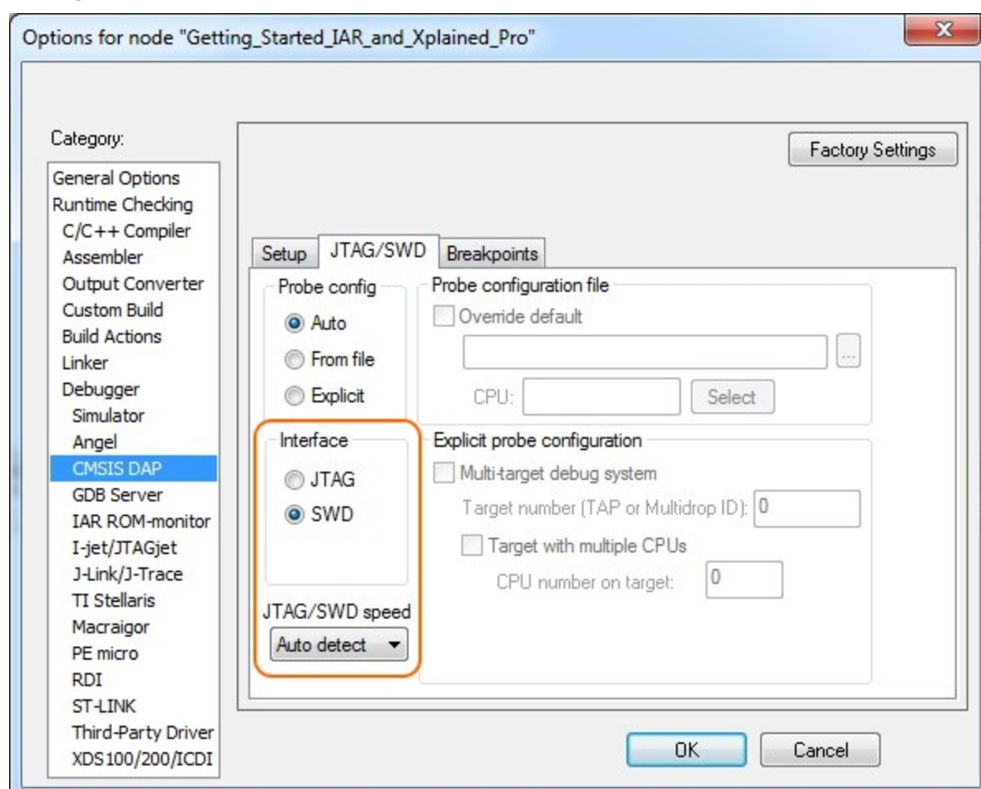 Options for node "Getting_Started_IAR_and_Xplained_Pro"
Category:
Factory Settings
General Options
Runtime Checking
C/C++ Compiler
Assembler
Output Converter
Custom Build
Build Actions
Linker
Debugger
Simulator
Angel
CMSIS DAP
GDB Server
IAR ROM-monitor
I-jet/JTAGjet
J-Link/J-Trace
TI Stellaris
Macraigor
PE micro
RDI
ST-LINK
Third-Party Driver
XDS100/200/ICDI
Setup JTAG/SWD Breakpoints
Probe config
Auto
From file
Explicit
Probe configuration file
Override default
...
CPU: Select
Interface
JTAG
SWD
JTAG/SWD speed
Auto detect
Explicit probe configuration
Multi-target debug system
Target number (TAP or Multidrop ID): 0
Target with multiple CPUs
CPU number on target: 0
OK Cancel